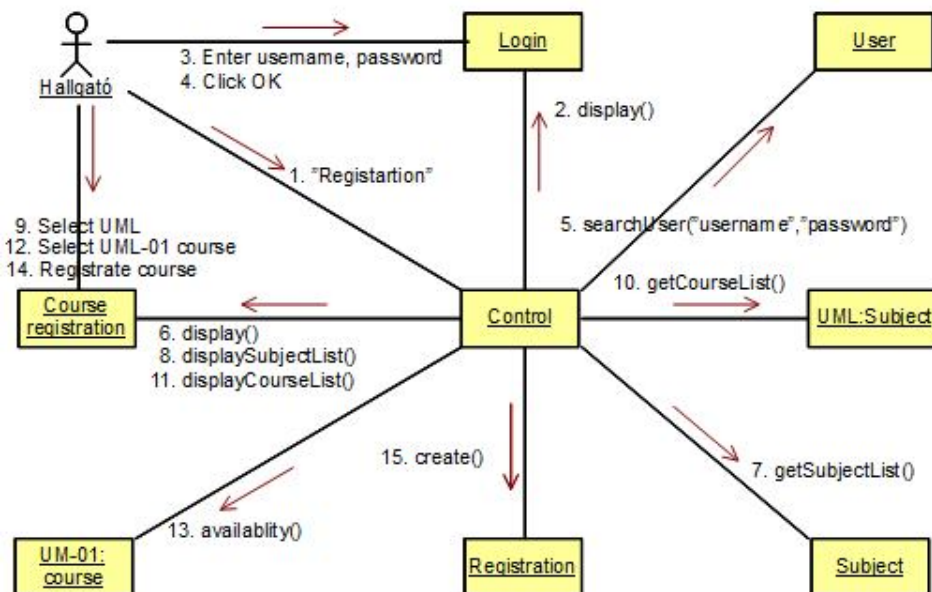 Login
User
3. Enter username, password
4. Click OK
Hallgató
2. display()
1. "Registartion"
5. searchUser("username","password")
9. Select UML
12. Select UML-01 course
14. Registrate course
10. getCourseList()
Course
registration
Control
UML:Subject
6. display()
8. displaySubjectList()
11. displayCourseList()
15. create()
7. getSubjectList()
13. availablity()
UM-01:
course
Registration
Subject